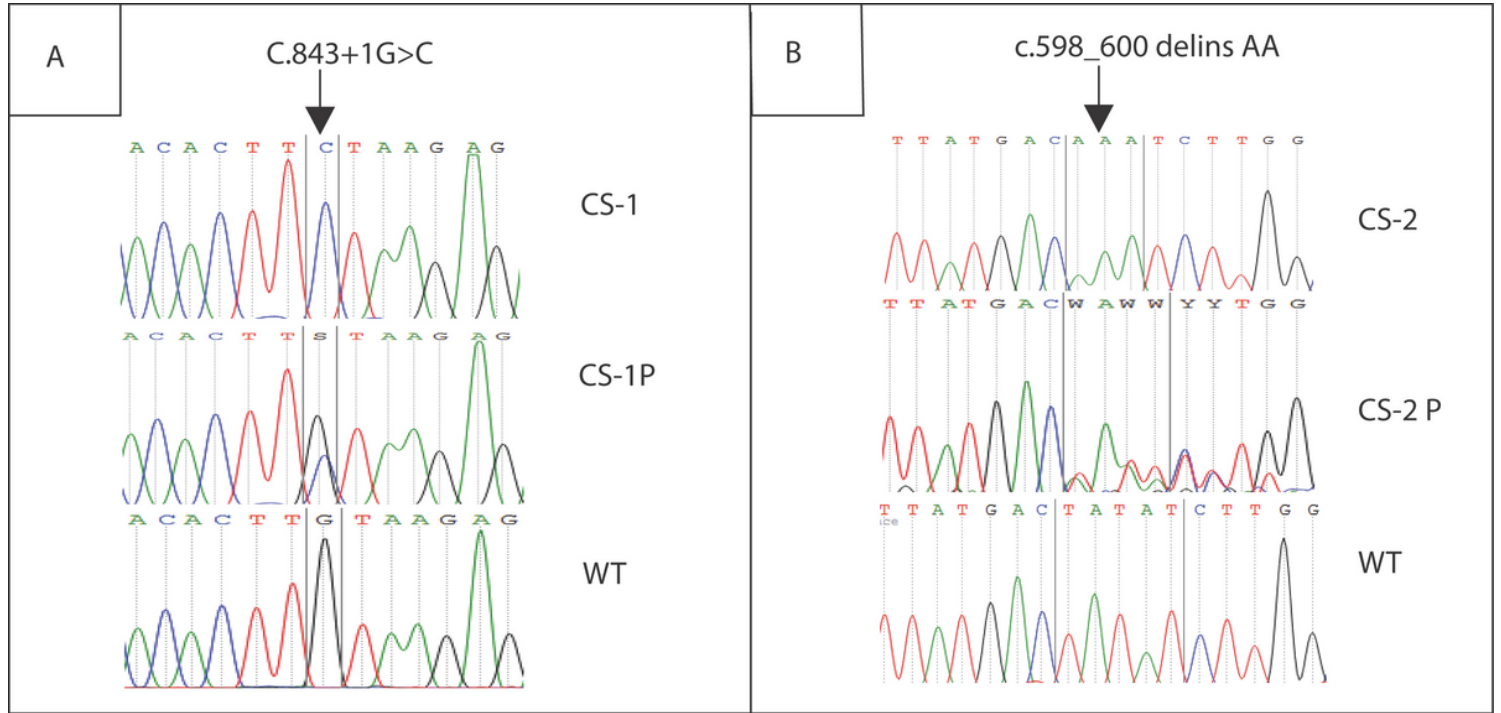 A
C.843+1G>C
A C A C T T C T A A G A G
CS-1
A C A C T T S T A A G A G
CS-1P
A C A C T T G T A A G A G
WT
B
c.598_600 delins AA
T T A T G A C A A A T C T T G G
CS-2
T T A T G A C W A W W Y Y T G G
CS-2 P
T T A T G A C T A T A T C T T G G
WT